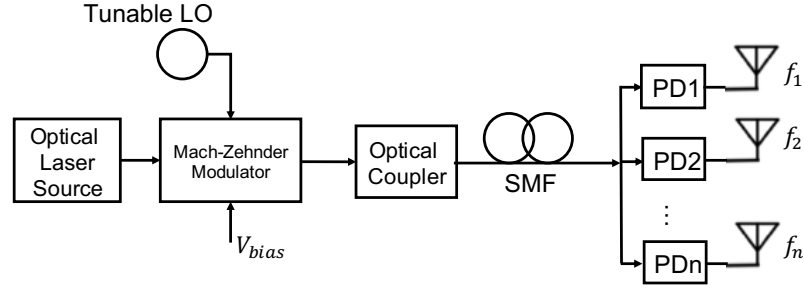 Tunable LO
Optical
Laser
Source
Mach-Zehnder
Modulator
V_bias
Optical
Coupler
SMF
PD1
f_1
PD2
f_2
⋮
PDn
f_n